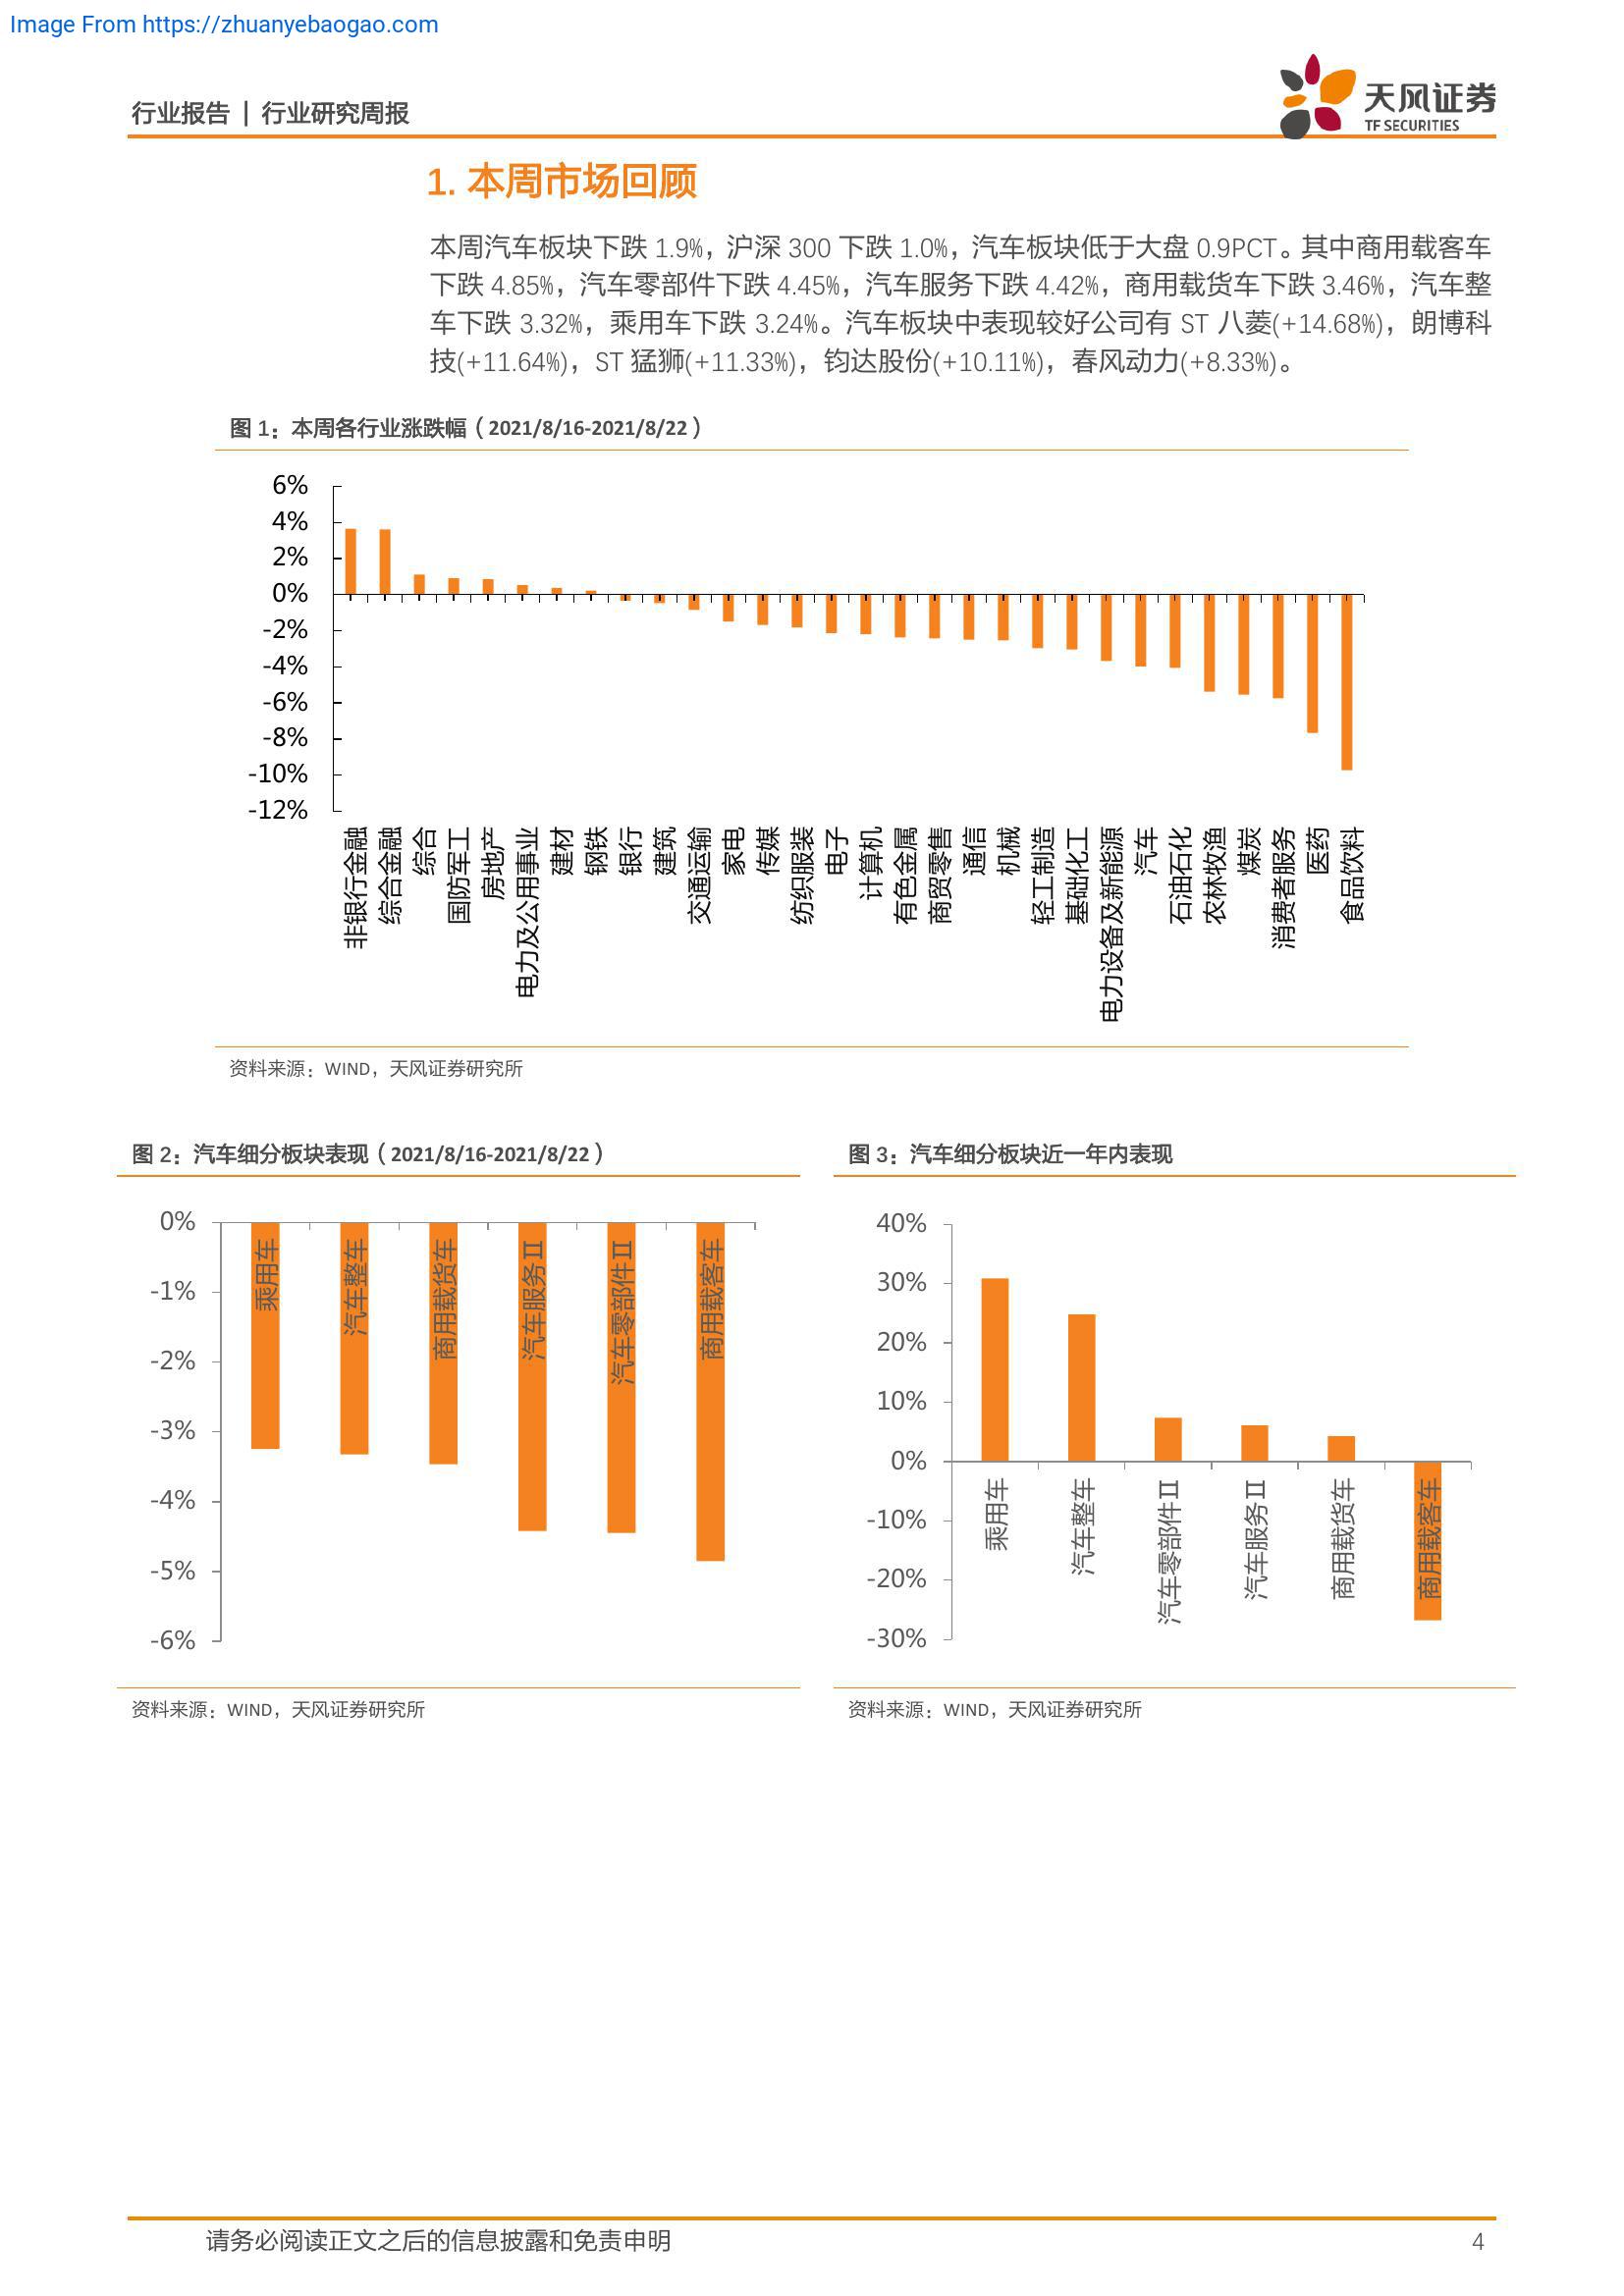 Image From https://zhuanyebaogao.com
行业报告 | 行业研究周报
天风证券
TF SECURITIES
1. 本周市场回顾
本周汽车板块下跌 1.9%，沪深 300 下跌 1.0%，汽车板块低于大盘 0.9PCT。其中商用载客车
下跌 4.85%，汽车零部件下跌 4.45%，汽车服务下跌 4.42%，商用载货车下跌 3.46%，汽车整
车下跌 3.32%，乘用车下跌 3.24%。汽车板块中表现较好公司有 ST 八菱(+14.68%)，朗博科
技(+11.64%)，ST 猛狮(+11.33%)，钧达股份(+10.11%)，春风动力(+8.33%)。
图 1：本周各行业涨跌幅（2021/8/16-2021/8/22）
6%
4%
2%
0%
-2%
-4%
-6%
-8%
-10%
-12%
非银行金融
综合金融
综合
国防军工
房地产
电力及公用事业
建材
钢铁
银行
建筑
交通运输
家电
传媒
纺织服装
电子
计算机
有色金属
商贸零售
通信
机械
轻工制造
基础化工
电力设备及新能源
汽车
石油石化
农林牧渔
煤炭
消费者服务
医药
食品饮料
资料来源：WIND，天风证券研究所
图 2：汽车细分板块表现（2021/8/16-2021/8/22）
0%
-1%
-2%
-3%
-4%
-5%
-6%
乘用车
汽车整车
商用载货车
汽车服务Ⅱ
汽车零部件Ⅱ
商用载客车
资料来源：WIND，天风证券研究所
图 3：汽车细分板块近一年内表现
40%
30%
20%
10%
0%
-10%
-20%
-30%
乘用车
汽车整车
汽车零部件Ⅱ
汽车服务Ⅱ
商用载货车
商用载客车
资料来源：WIND，天风证券研究所
请务必阅读正文之后的信息披露和免责申明
4